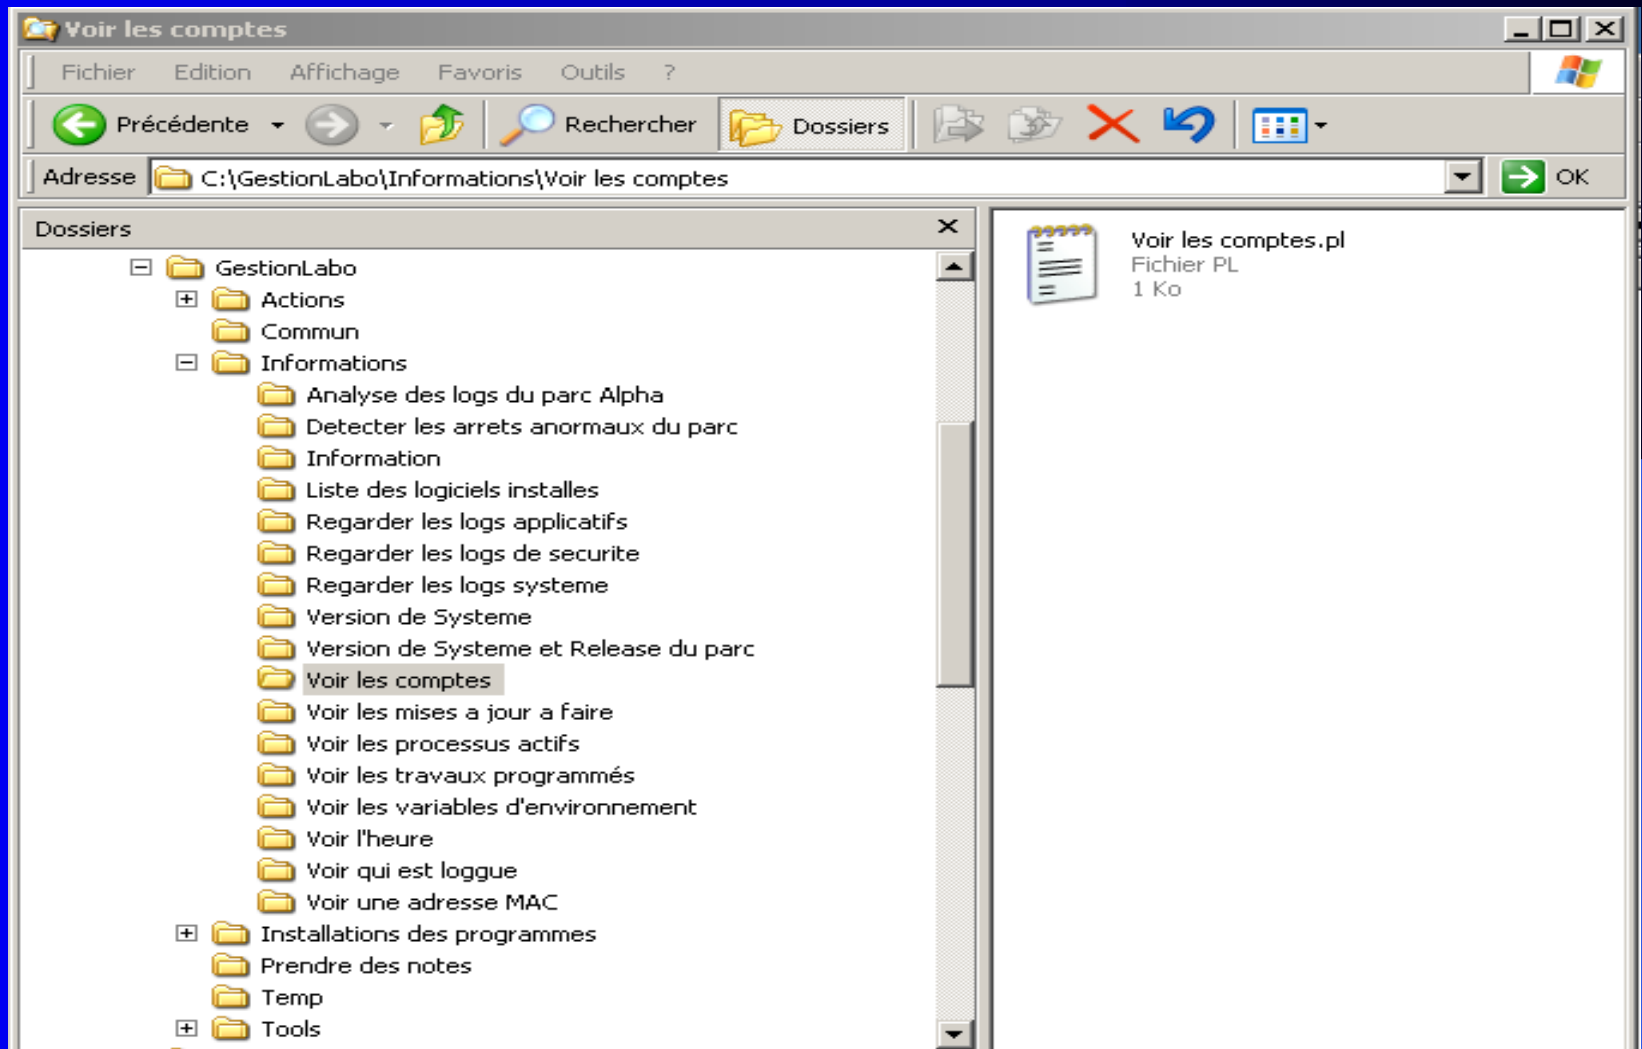 Voir les comptes
Fichier Edition Affichage Favoris Outils ?
Précédente Rechercher Dossiers
Adresse C:\GestionLabo\Informations\Voir les comptes OK
Dossiers
GestionLabo
Actions
Commun
Informations
Analyse des logs du parc Alpha
Detecter les arrets anormaux du parc
Information
Liste des logiciels installes
Regarder les logs applicatifs
Regarder les logs de securite
Regarder les logs systeme
Version de Systeme
Version de Systeme et Release du parc
Voir les comptes
Voir les mises a jour a faire
Voir les processus actifs
Voir les travaux programmés
Voir les variables d'environnement
Voir l'heure
Voir qui est loggue
Voir une adresse MAC
Installations des programmes
Prendre des notes
Temp
Tools
Voir les comptes.pl
Fichier PL
1 Ko